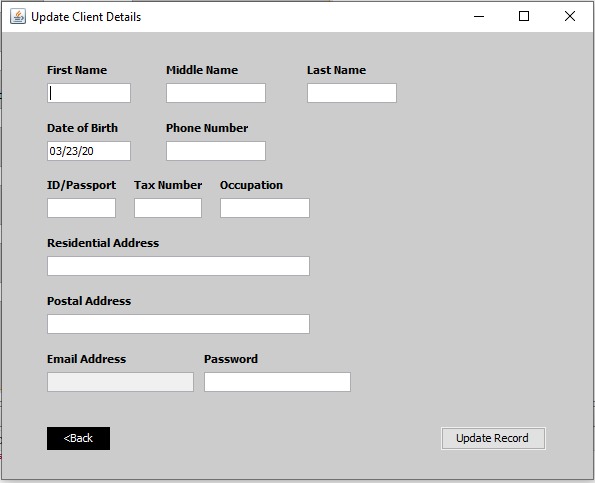 Update Client Details
First Name Middle Name Last Name
Date of Birth Phone Number
03/23/20
ID/Passport Tax Number Occupation
Residential Address
Postal Address
Email Address Password
<Back Update Record